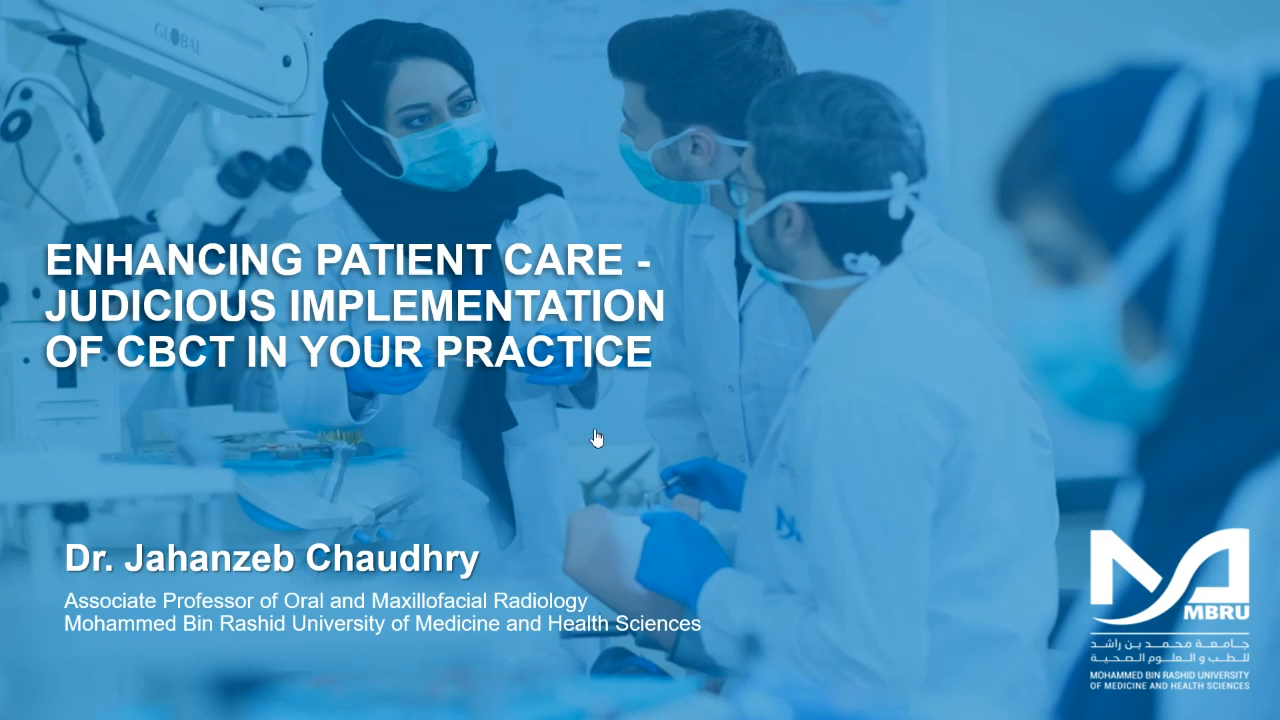 GLOBAL
ENHANCING PATIENT CARE -
JUDICIOUS IMPLEMENTATION
OF CBCT IN YOUR PRACTICE
Dr. Jahanzeb Chaudhry
Associate Professor of Oral and Maxillofacial Radiology
Mohammed Bin Rashid University of Medicine and Health Sciences
MBRU
جامعة محمد بن راشد
للطب و العلوم الصحية
MOHAMMED BIN RASHID UNIVERSITY
OF MEDICINE AND HEALTH SCIENCES